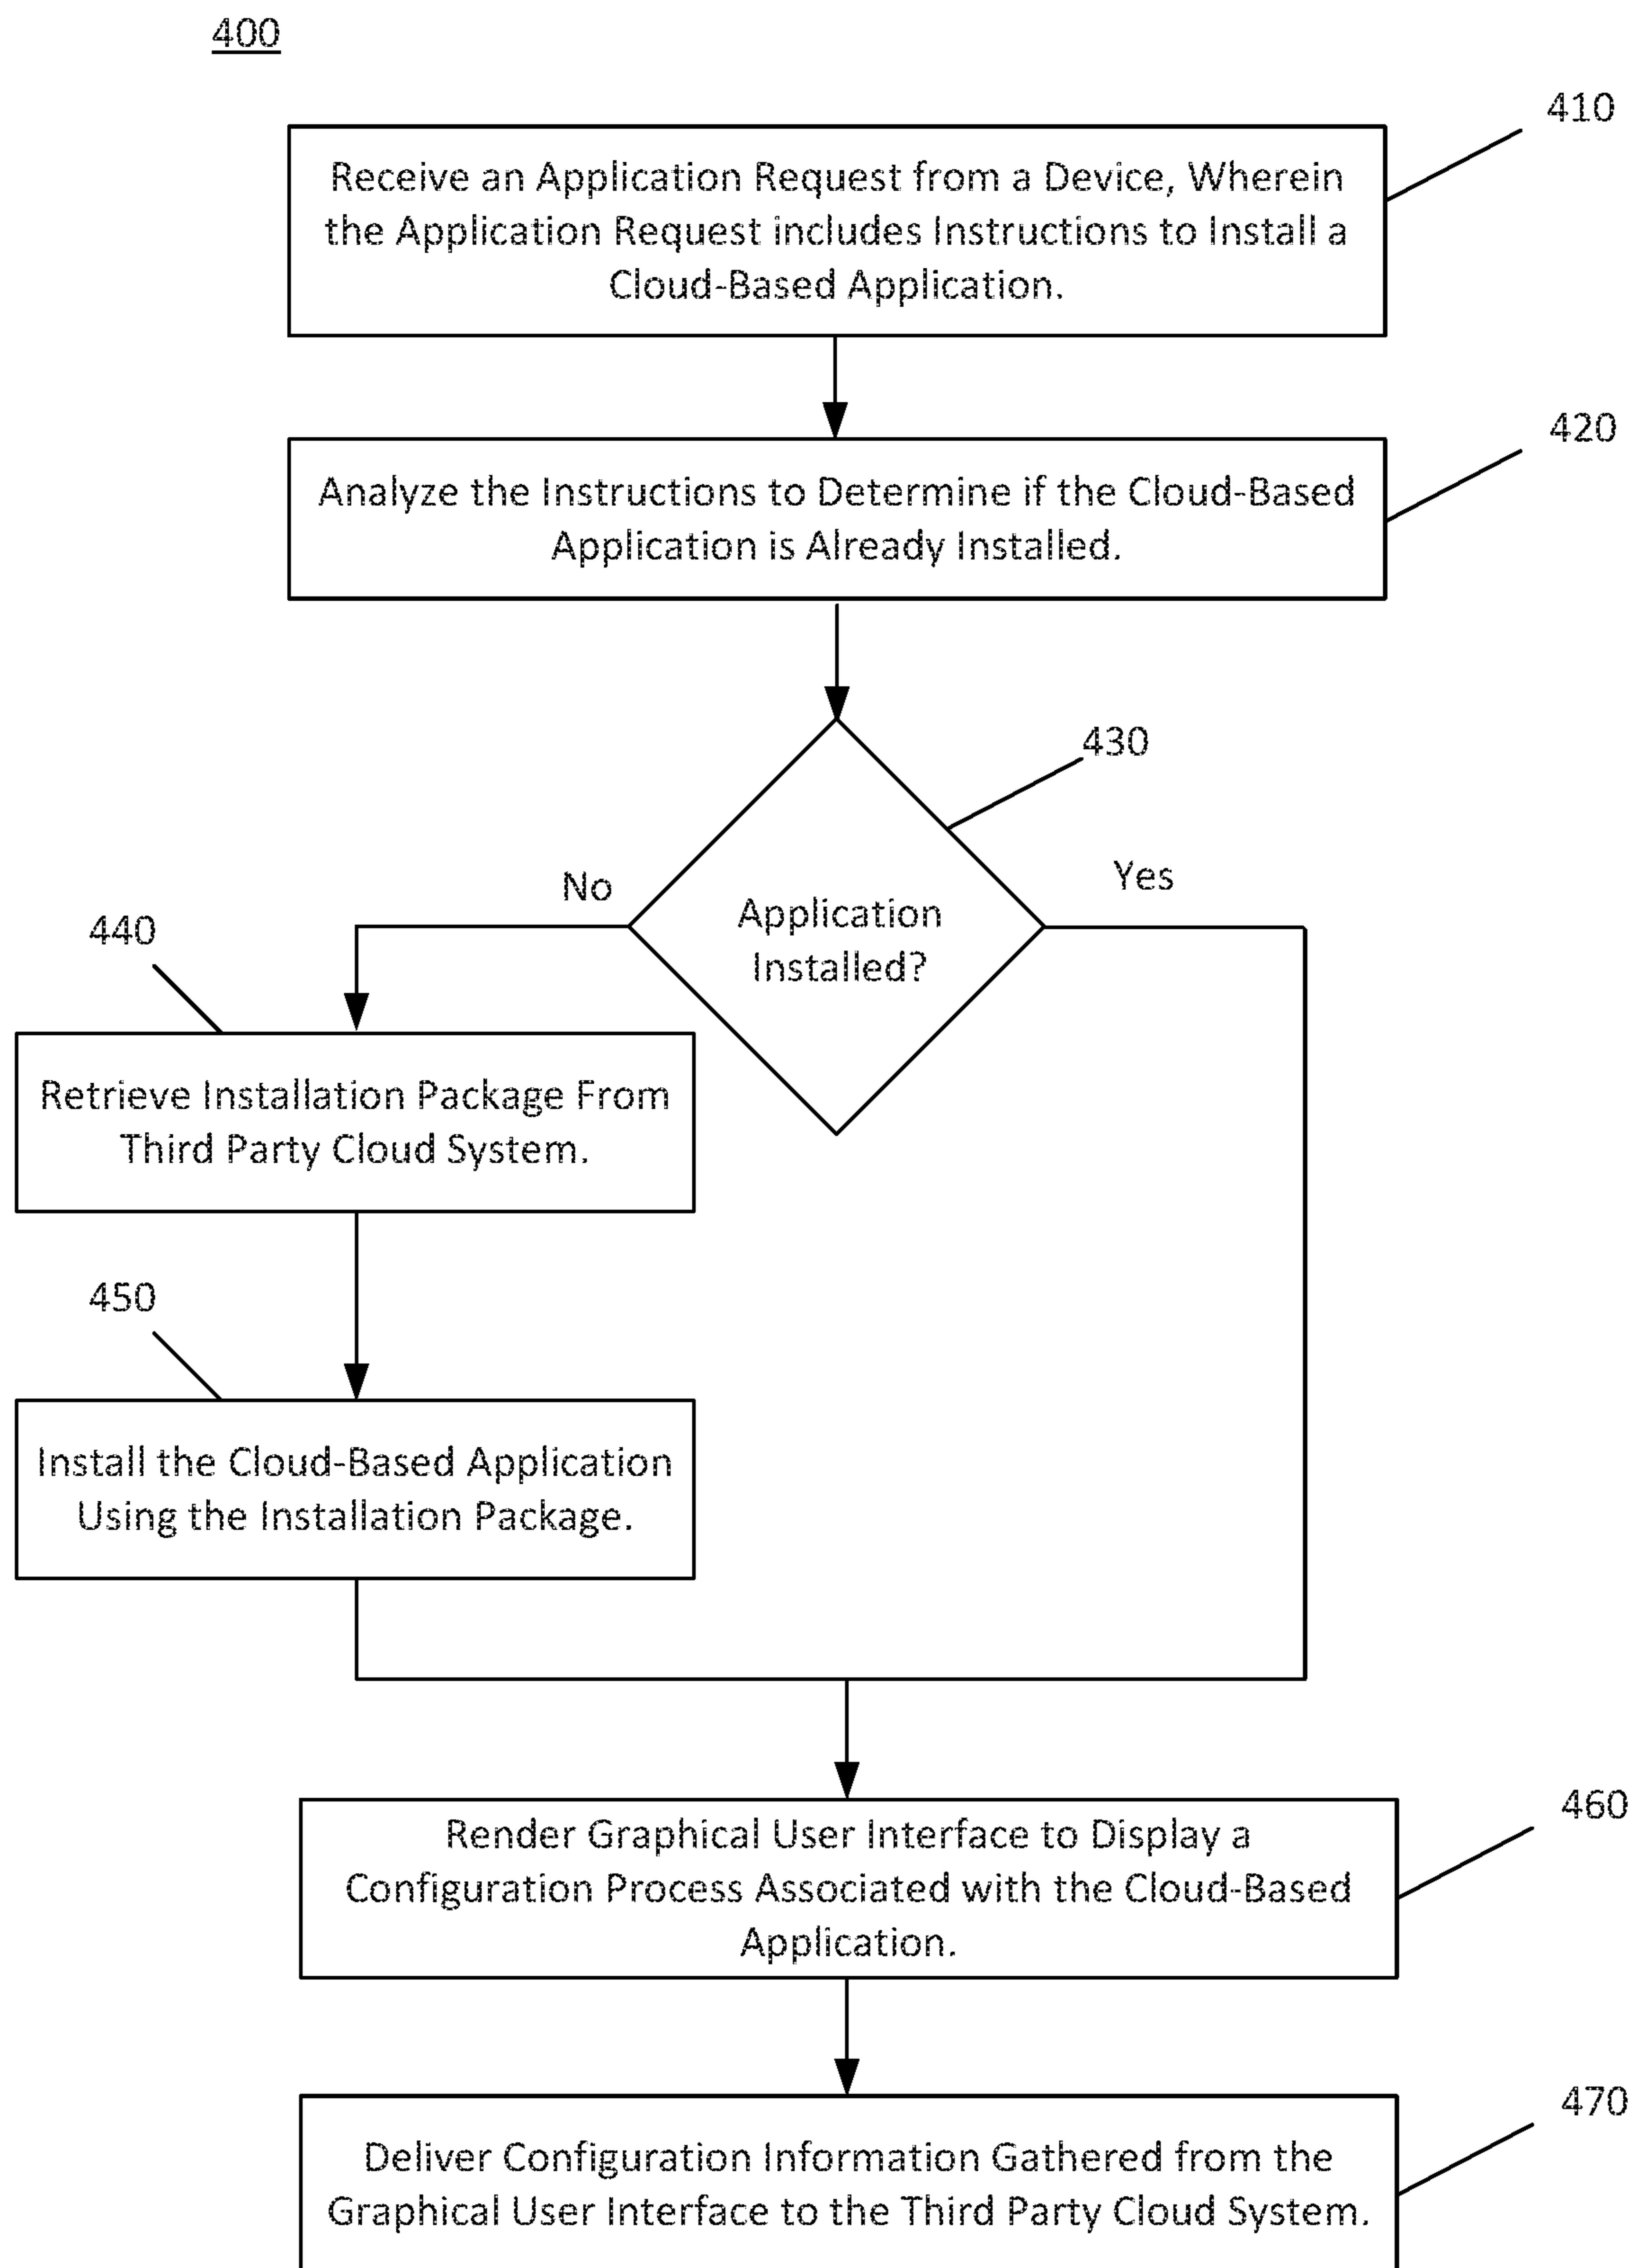 400
410
Receive an Application Request from a Device, Wherein
the Application Request includes Instructions to Install a
Cloud-Based Application.
420
Analyze the Instructions to Determine if the Cloud-Based
Application is Already Installed.
430
No
Yes
Application
Installed?
440
Retrieve Installation Package From
Third Party Cloud System.
450
Install the Cloud-Based Application
Using the Installation Package.
460
Render Graphical User Interface to Display a
Configuration Process Associated with the Cloud-Based
Application.
470
Deliver Configuration Information Gathered from the
Graphical User Interface to the Third Party Cloud System.